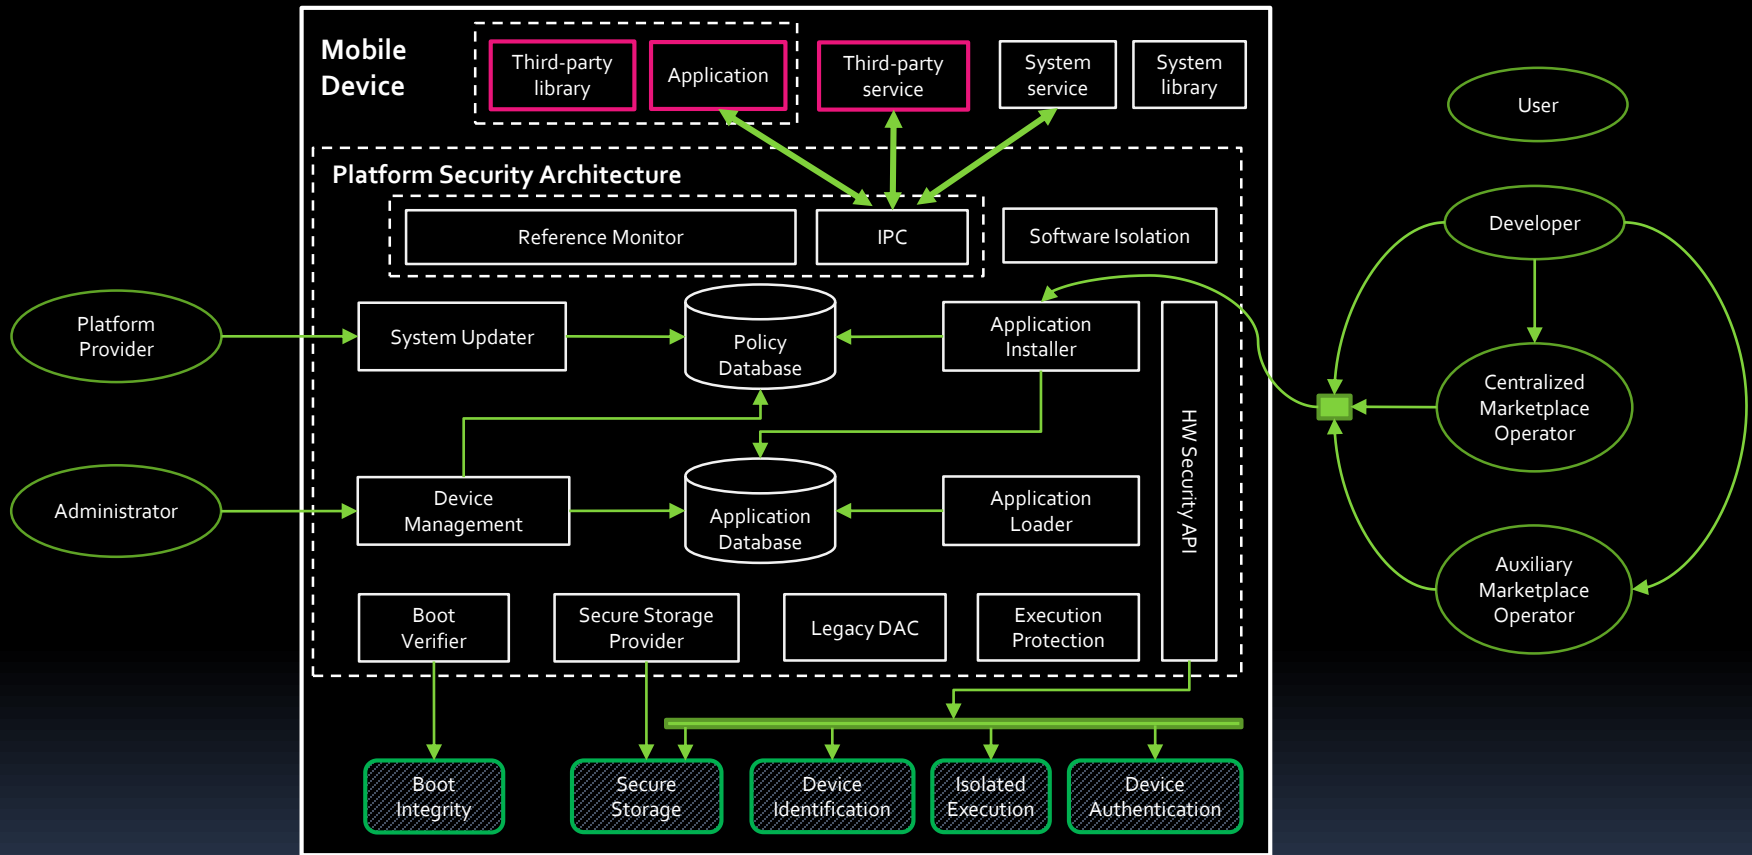 Mobile
Device
Third-party
library
Application
Third-party
service
System
service
System
library
User
Platform Security Architecture
Reference Monitor
IPC
Software Isolation
Developer
Platform
Provider
System Updater
Policy
Database
Application
Installer
Centralized
Marketplace
Operator
HW Security API
Administrator
Device
Management
Application
Database
Application
Loader
Auxiliary
Marketplace
Operator
Boot
Verifier
Secure Storage
Provider
Legacy DAC
Execution
Protection
Boot
Integrity
Secure
Storage
Device
Identification
Isolated
Execution
Device
Authentication